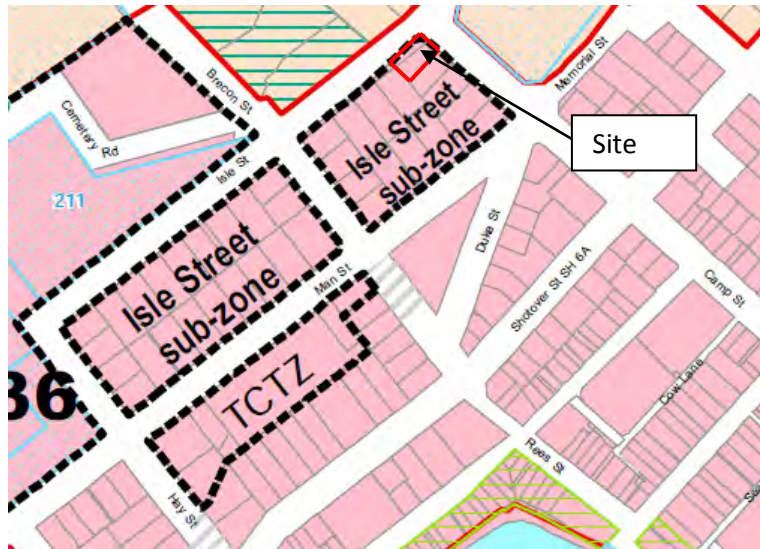 Brecon St
Memorial St
Cemetery
Rd
Isle St
Isle Street
sub-zone
Site
211
Duke St
Isle Street
sub-zone
Man St
Shotover St SH 6A
Camp St
36
TCTZ
Cow Lane
Rees St
Hay St